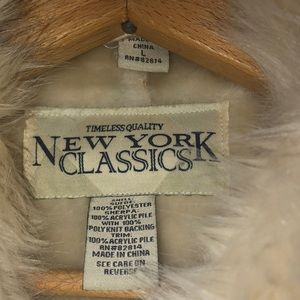 MADE IN
CHINA
L
RN#82814
TIMELESS QUALITY
NEW YORK
CLASSICS
100% POLYESTER
SHERPA:
100% ACRYLIC PILE
WITH 100%
POLY KNIT BACKING
TRIM:
100% ACRYLIC PILE
RN#82814
MADE IN CHINA
SEE CARE ON
REVERSE